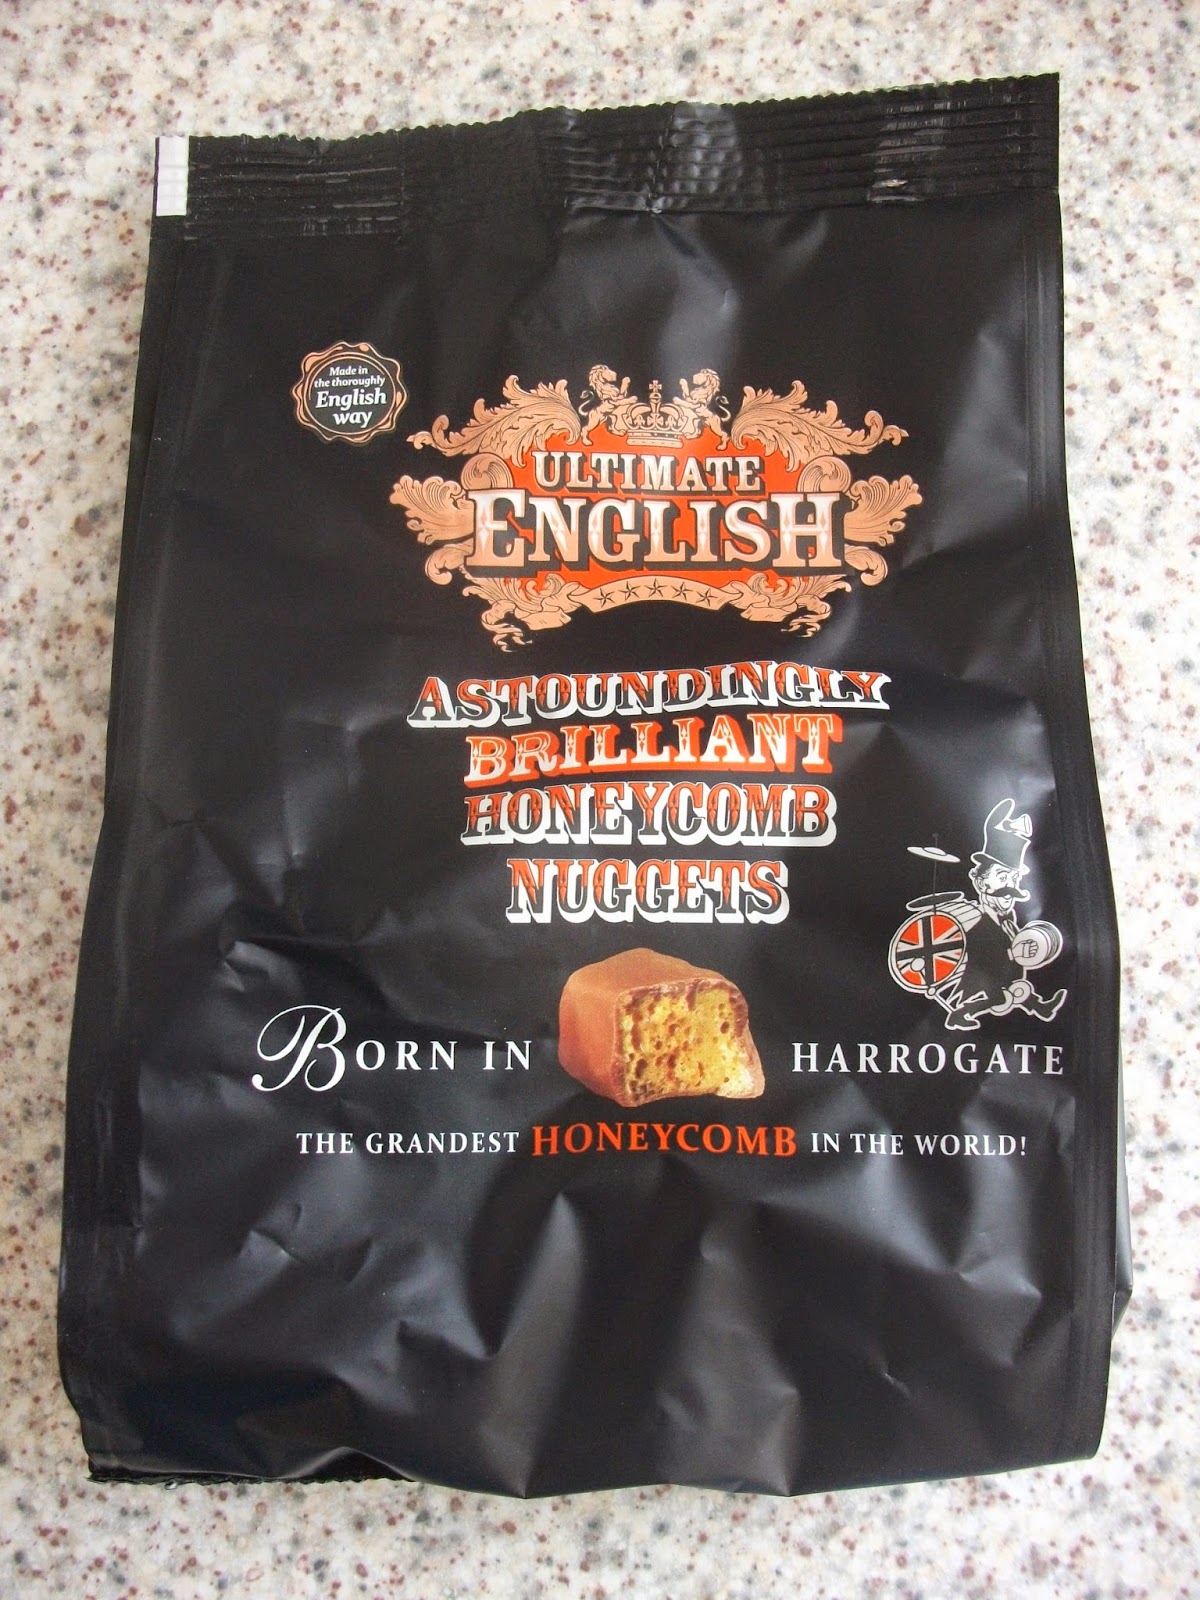 Made in
the thoroughly
English
way
ULTIMATE
ENGLISH
ASTOUNDINGLY
BRILLIANT
HONEYCOMB
NUGGETS
BORN IN HARROGATE
THE GRANDEST HONEYCOMB IN THE WORLD!